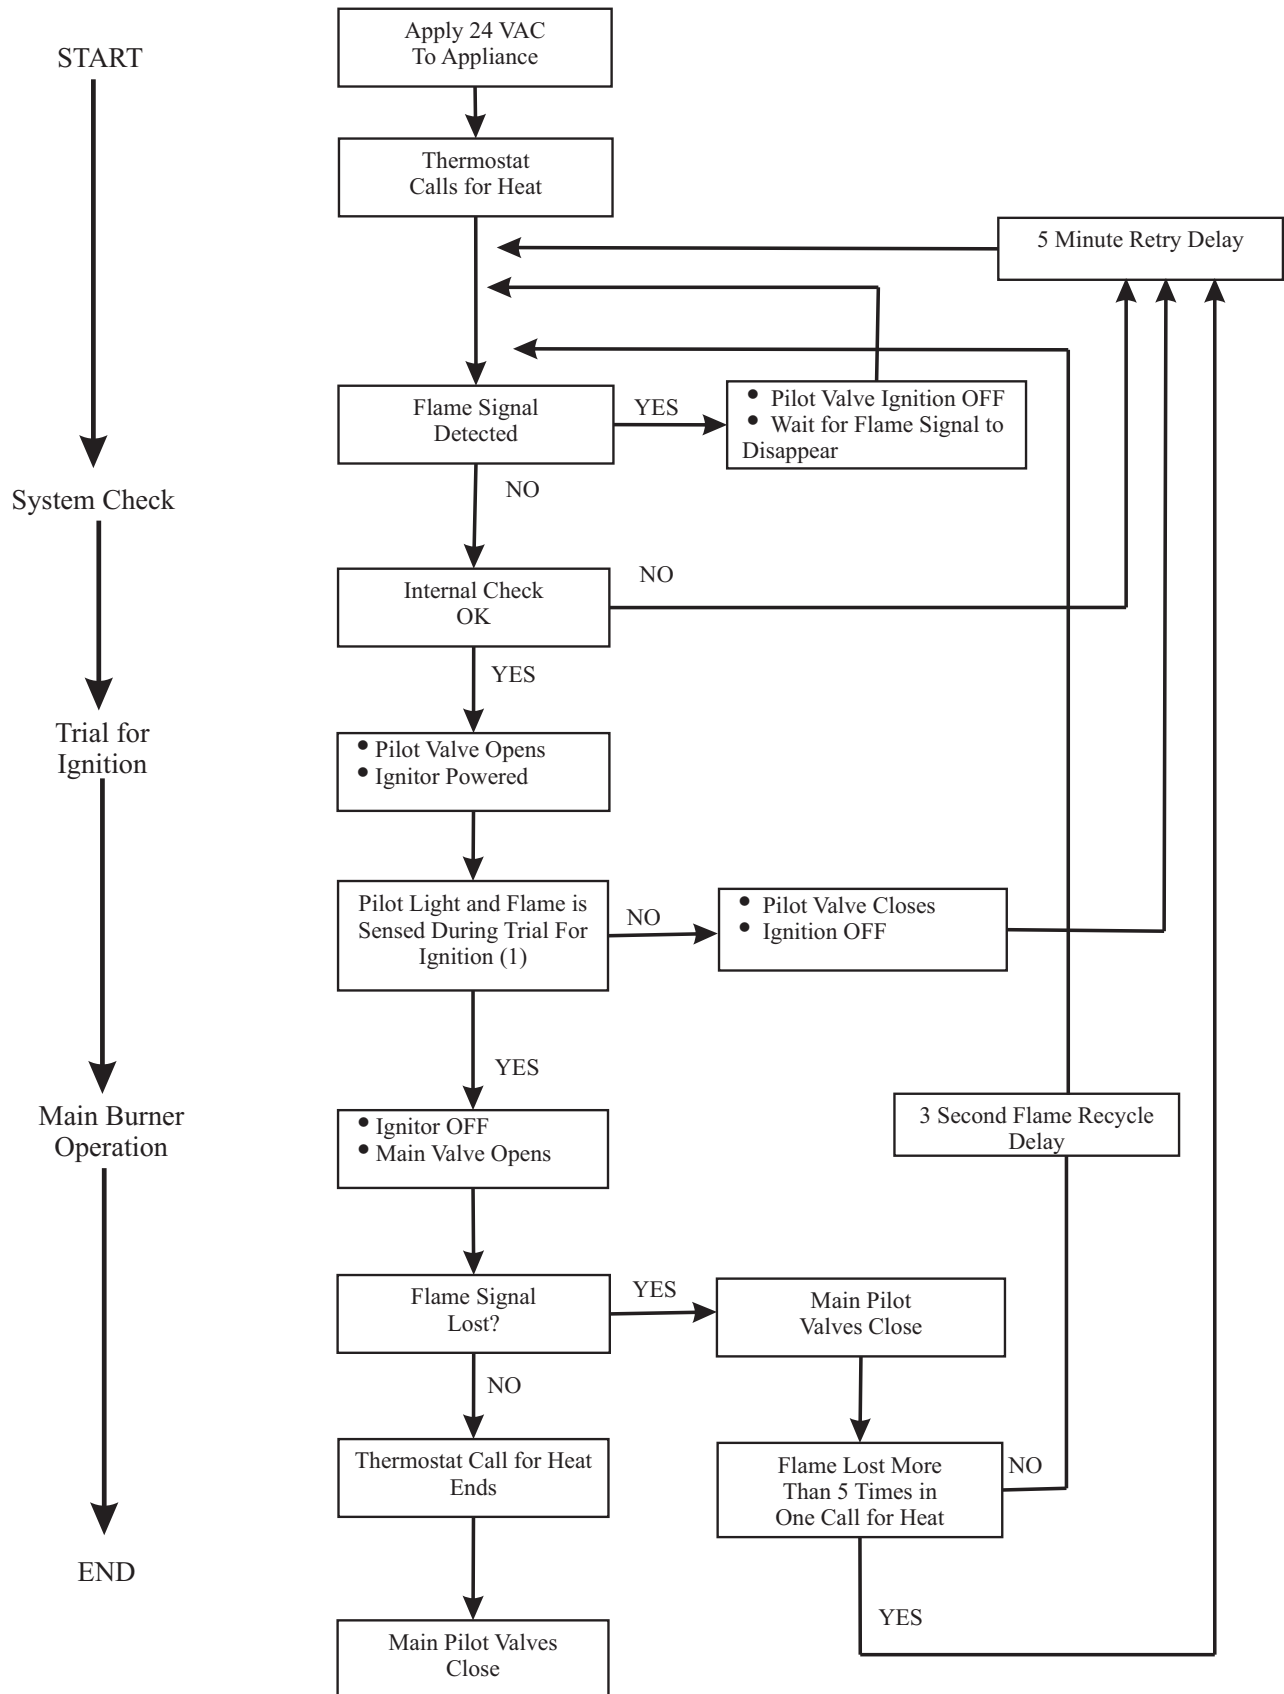 START
Apply 24 VAC
To Appliance
Thermostat
Calls for Heat
5 Minute Retry Delay
Flame Signal
Detected
YES
• Pilot Valve Ignition OFF
• Wait for Flame Signal to
Disappear
NO
System Check
Internal Check
OK
NO
YES
Trial for
Ignition
• Pilot Valve Opens
• Ignitor Powered
Pilot Light and Flame is
Sensed During Trial For
Ignition (1)
NO
• Pilot Valve Closes
• Ignition OFF
YES
Main Burner
Operation
• Ignitor OFF
• Main Valve Opens
3 Second Flame Recycle
Delay
Flame Signal
Lost?
YES
Main Pilot
Valves Close
NO
Thermostat Call for Heat
Ends
Flame Lost More
Than 5 Times in
One Call for Heat
NO
END
YES
Main Pilot Valves
Close